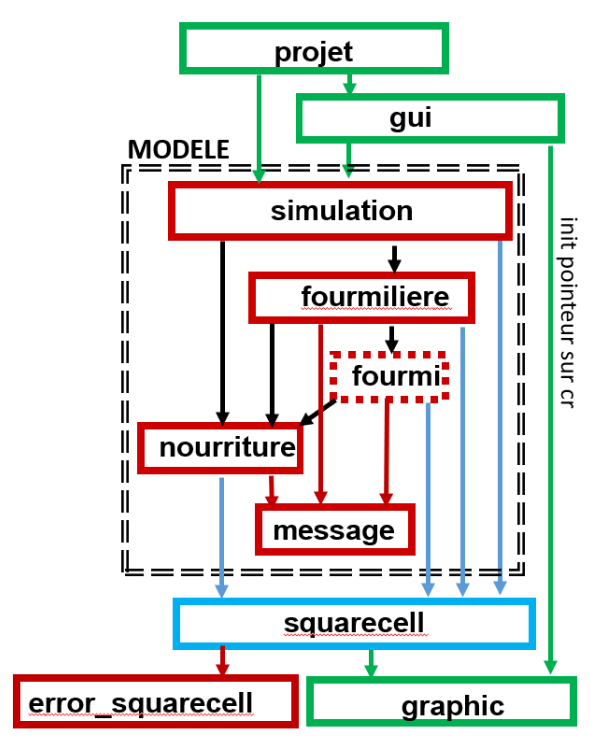 projet
gui
MODELE
simulation
init pointeur sur cr
fourmiliere
fourmi
nourriture
message
squarecell
error_squarecell
graphic